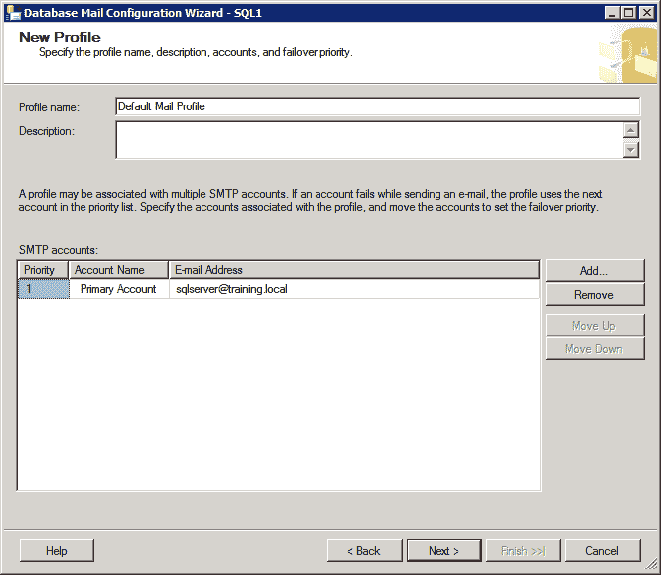 Database Mail Configuration Wizard - SQL1
New Profile
Specify the profile name, description, accounts, and failover priority.
Profile name: Default Mail Profile
Description:
A profile may be associated with multiple SMTP accounts. If an account fails while sending an e-mail, the profile uses the next
account in the priority list. Specify the accounts associated with the profile, and move the accounts to set the failover priority.
SMTP accounts:
Priority Account Name E-mail Address
1 Primary Account sqlserver@training.local
Add...
Remove
Move Up
Move Down
Help < Back Next > Finish >>| Cancel